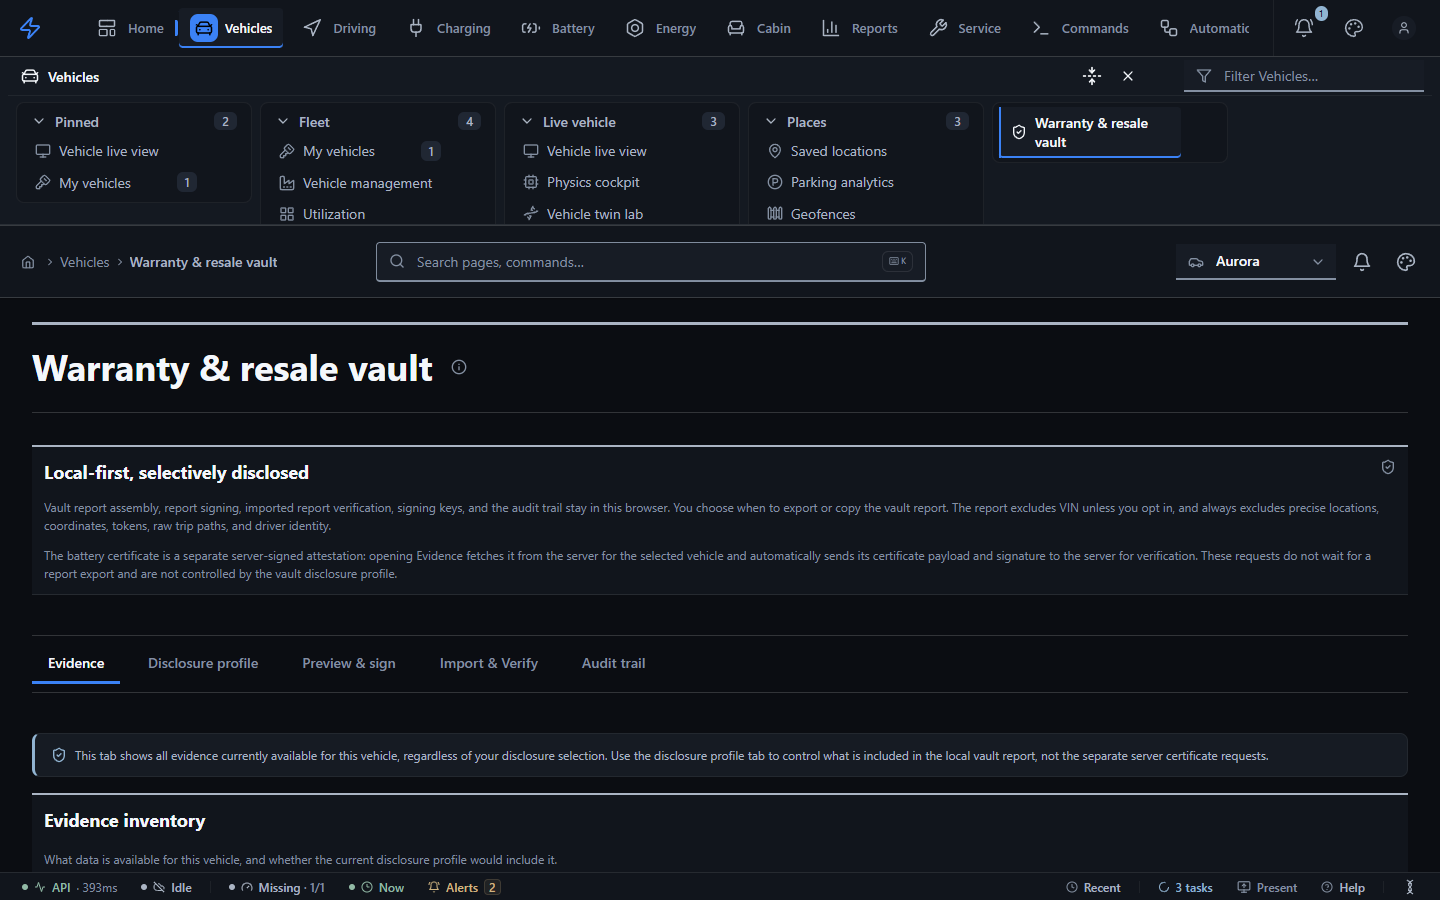 Home
Vehicles
Driving
Charging
Battery
Energy
Cabin
Reports
Service
Commands
Automatic
1
Vehicles
Filter Vehicles...
Pinned 2
Vehicle live view
My vehicles 1
Fleet 4
My vehicles 1
Vehicle management
Utilization
Live vehicle 3
Vehicle live view
Physics cockpit
Vehicle twin lab
Places 3
Saved locations
Parking analytics
Geofences
Warranty & resale
vault
Vehicles
Warranty & resale vault
Search pages, commands...
K
Aurora
Warranty & resale vault
Local-first, selectively disclosed
Vault report assembly, report signing, imported report verification, signing keys, and the audit trail stay in this browser. You choose when to export or copy the vault report. The report excludes VIN unless you opt in, and always excludes precise locations,
coordinates, tokens, raw trip paths, and driver identity.
The battery certificate is a separate server-signed attestation: opening Evidence fetches it from the server for the selected vehicle and automatically sends its certificate payload and signature to the server for verification. These requests do not wait for a
report export and are not controlled by the vault disclosure profile.
Evidence
Disclosure profile
Preview & sign
Import & Verify
Audit trail
This tab shows all evidence currently available for this vehicle, regardless of your disclosure selection. Use the disclosure profile tab to control what is included in the local vault report, not the separate server certificate requests.
Evidence inventory
What data is available for this vehicle, and whether the current disclosure profile would include it.
API · 393ms
Idle
Missing · 1/1
Now
Alerts 2
Recent
3 tasks
Present
Help